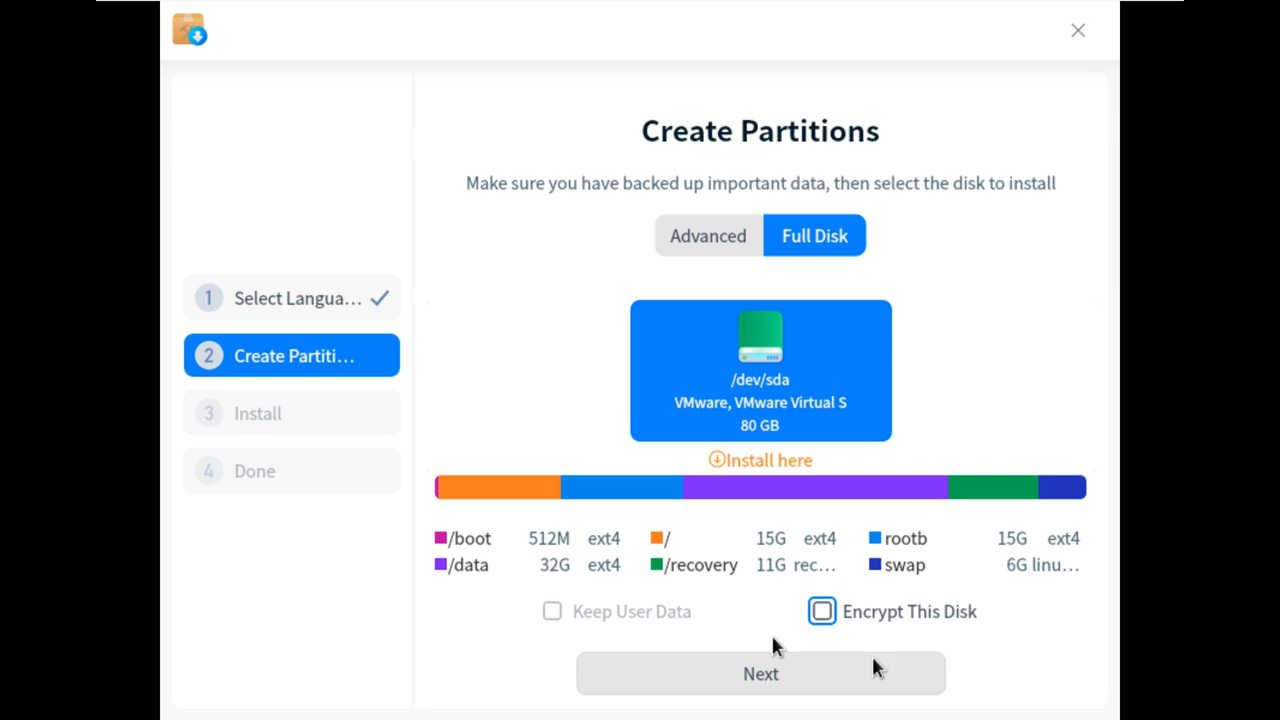 Create Partitions
Make sure you have backed up important data, then select the disk to install
Advanced Full Disk
1 Select Langua...
2 Create Partiti...
3 Install
4 Done
/dev/sda
VMware, VMware Virtual S
80 GB
Install here
/boot 512M ext4 / 15G ext4 rootb 15G ext4
/data 32G ext4 /recovery 11G rec... swap 6G linu...
Keep User Data Encrypt This Disk
Next